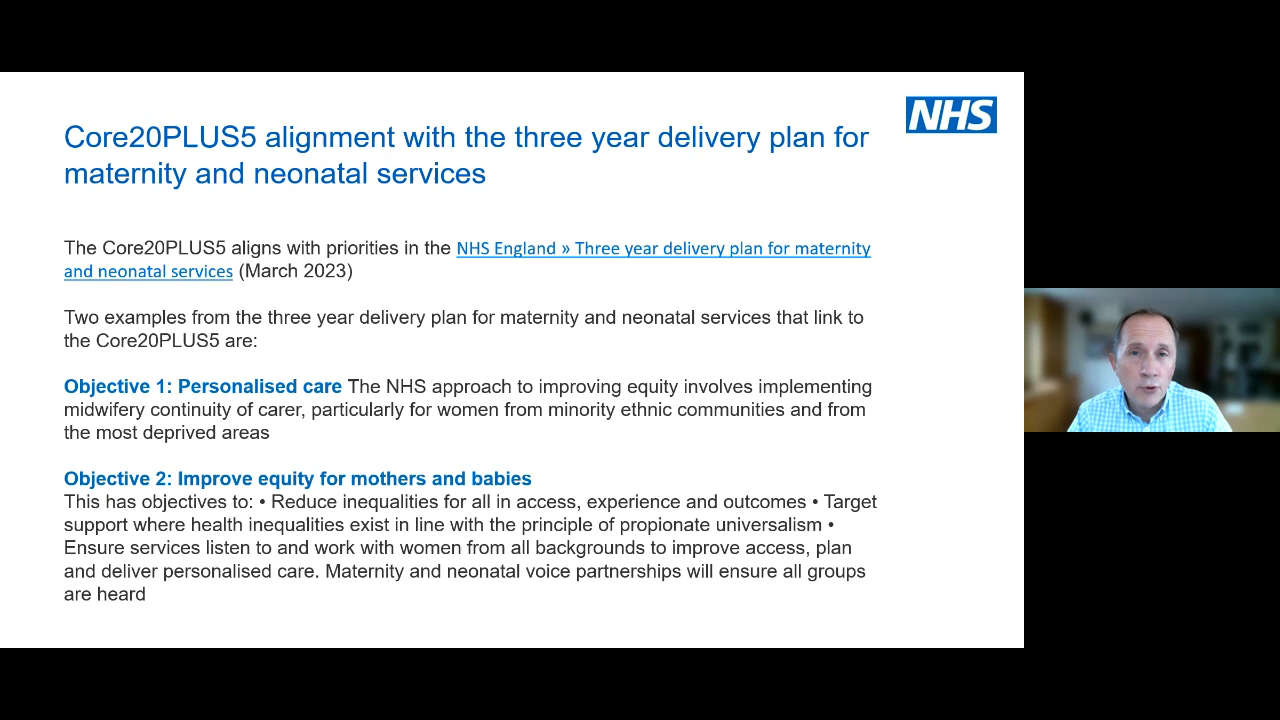 NHS
Core20PLUS5 alignment with the three year delivery plan for
maternity and neonatal services
The Core20PLUS5 aligns with priorities in the NHS England » Three year delivery plan for maternity
and neonatal services (March 2023)
Two examples from the three year delivery plan for maternity and neonatal services that link to
the Core20PLUS5 are:
Objective 1: Personalised care The NHS approach to improving equity involves implementing
midwifery continuity of carer, particularly for women from minority ethnic communities and from
the most deprived areas
Objective 2: Improve equity for mothers and babies
This has objectives to: • Reduce inequalities for all in access, experience and outcomes • Target
support where health inequalities exist in line with the principle of propionate universalism •
Ensure services listen to and work with women from all backgrounds to improve access, plan
and deliver personalised care. Maternity and neonatal voice partnerships will ensure all groups
are heard